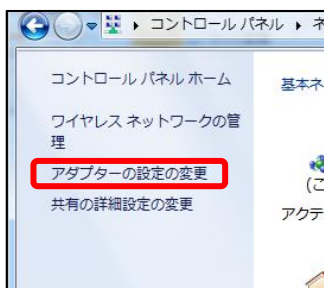 コントロール パネル
コントロール パネル ホーム
基本ネ
ワイヤレス ネットワークの管
理
アダプターの設定の変更
(こ
共有の詳細設定の変更
アクテ